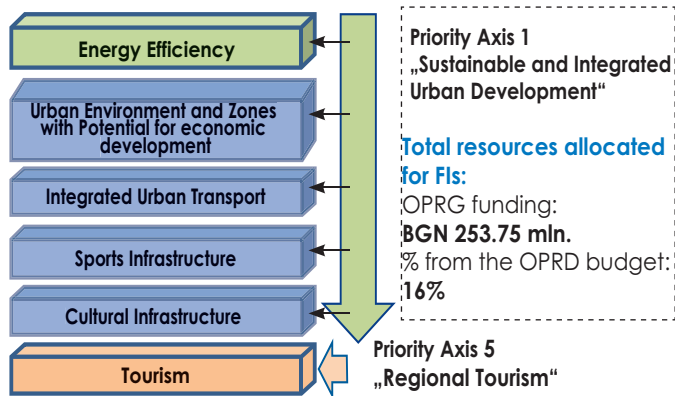 Energy Efficiency
Urban Environment and Zones
with Potential for economic
development
Integrated Urban Transport
Sports Infrastructure
Cultural Infrastructure
Tourism
Priority Axis 1
„Sustainable and Integrated
Urban Development“
Total resources allocated
for FIs:
OPRG funding:
BGN 253.75 mln.
% from the OPRD budget:
16%
Priority Axis 5
„Regional Tourism“